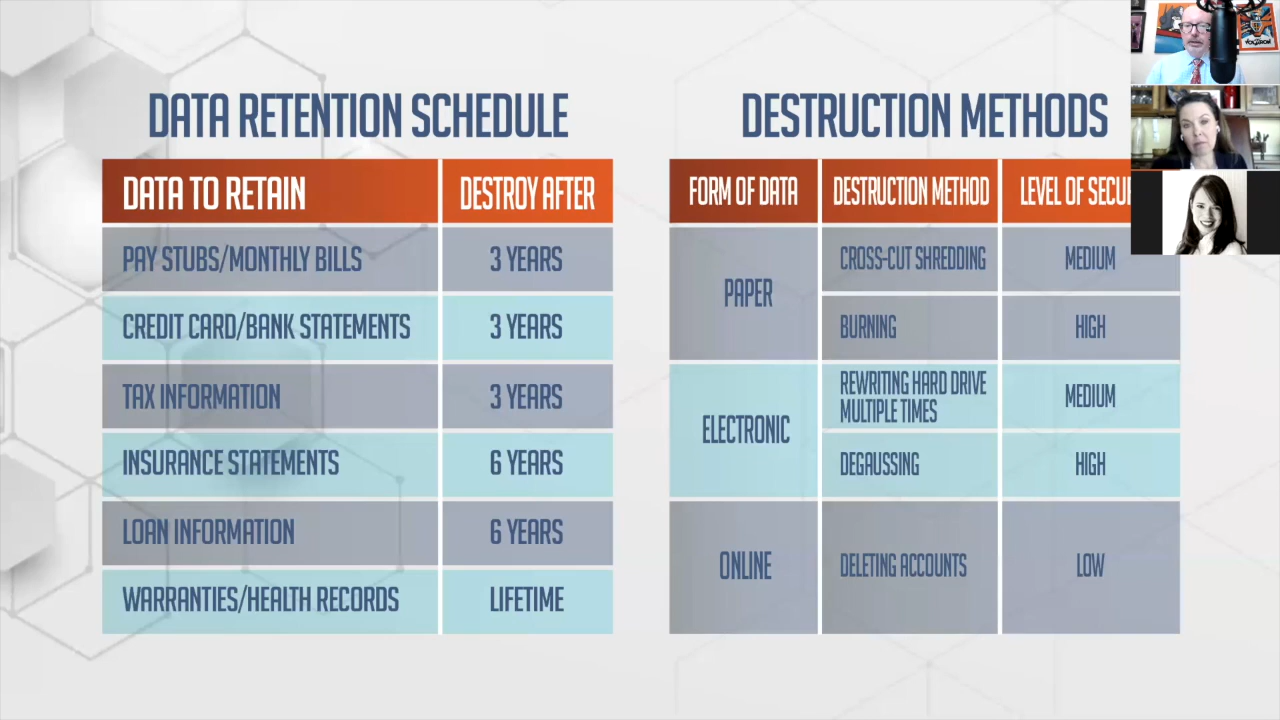 DATA RETENTION SCHEDULE
DATA TO RETAIN DESTROY AFTER
PAY STUBS/MONTHLY BILLS 3 YEARS
CREDIT CARD/BANK STATEMENTS 3 YEARS
TAX INFORMATION 3 YEARS
INSURANCE STATEMENTS 6 YEARS
LOAN INFORMATION 6 YEARS
WARRANTIES/HEALTH RECORDS LIFETIME
DESTRUCTION METHODS
FORM OF DATA DESTRUCTION METHOD LEVEL OF
PAPER
CROSS-CUT SHREDDING MEDIUM
BURNING HIGH
ELECTRONIC
REWRITING HARD DRIVE
MULTIPLE TIMES MEDIUM
DEGAUSSING HIGH
ONLINE DELETING ACCOUNTS LOW